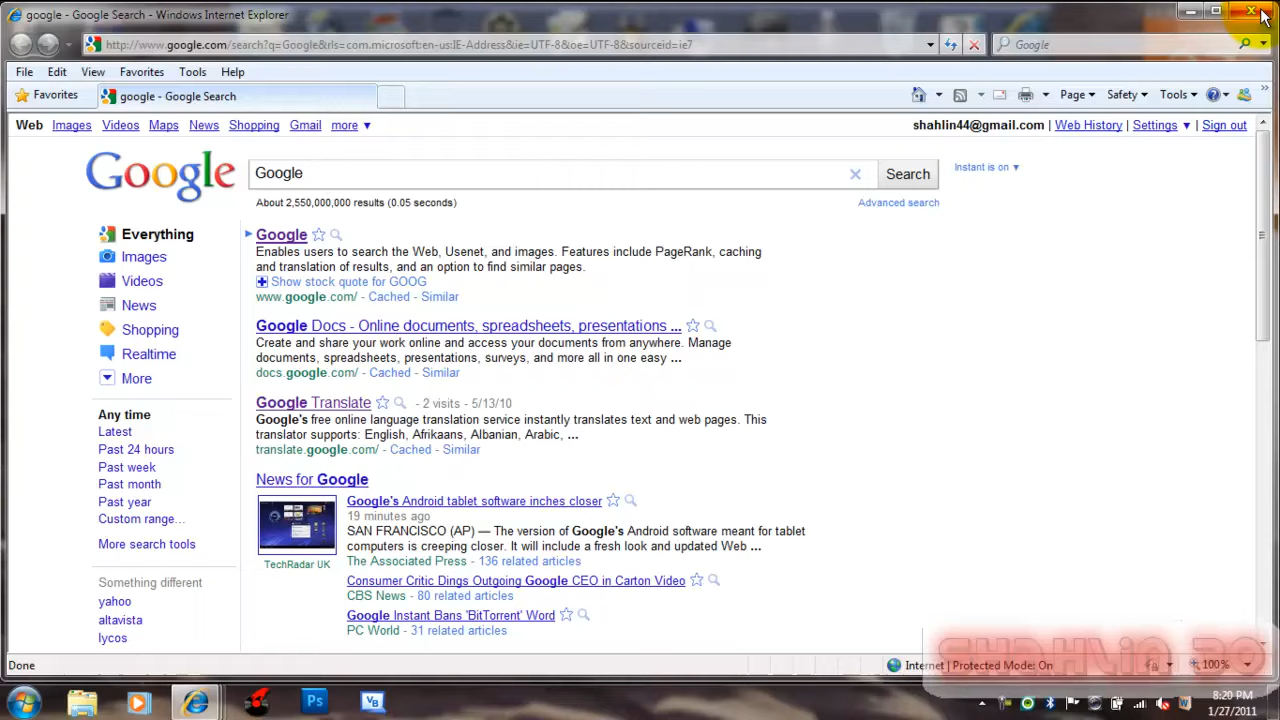 google - Google Search - Windows Internet Explorer
http://www.google.com/search?q=Google&rls=com.microsoft:en-us:IE-Address&ie=UTF-8&oe=UTF-8&sourceid=ie7
Google
File Edit View Favorites Tools Help
Favorites google - Google Search Page Safety Tools
Web Images Videos Maps News Shopping Gmail more shahlin44@gmail.com | Web History | Settings | Sign out
Google Google Search Instant is on
About 2,550,000,000 results (0.05 seconds) Advanced search
Everything
Images
Videos
News
Shopping
Realtime
More
Any time
Latest
Past 24 hours
Past week
Past month
Past year
Custom range...
More search tools
Something different
yahoo
altavista
lycos
Google
Enables users to search the Web, Usenet, and images. Features include PageRank, caching
and translation of results, and an option to find similar pages.
Show stock quote for GOOG
www.google.com/ - Cached - Similar
Google Docs - Online documents, spreadsheets, presentations ...
Create and share your work online and access your documents from anywhere. Manage
documents, spreadsheets, presentations, surveys, and more all in one easy ...
docs.google.com/ - Cached - Similar
Google Translate - 2 visits - 5/13/10
Google's free online language translation service instantly translates text and web pages. This
translator supports: English, Afrikaans, Albanian, Arabic, ...
translate.google.com/ - Cached - Similar
News for Google
TechRadar UK
Google's Android tablet software inches closer
19 minutes ago
SAN FRANCISCO (AP) — The version of Google's Android software meant for tablet
computers is creeping closer. It will include a fresh look and updated Web ...
The Associated Press - 136 related articles
Consumer Critic Dings Outgoing Google CEO in Carton Video
CBS News - 80 related articles
Google Instant Bans 'BitTorrent' Word
PC World - 31 related articles
SHAHLIN 20
Done Internet | Protected Mode: On 100%
Ps VB
8:20 PM
1/27/2011